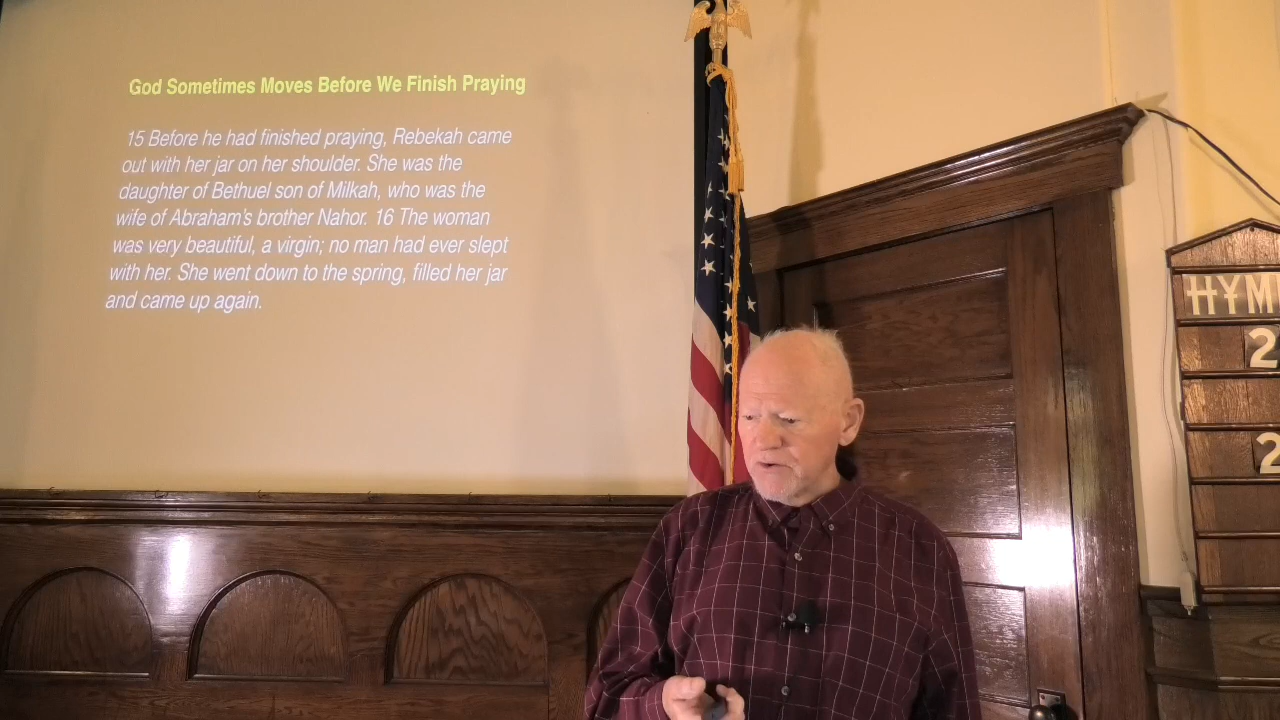 God Sometimes Moves Before We Finish Praying
15 Before he had finished praying, Rebekah came
out with her jar on her shoulder. She was the
daughter of Bethuel son of Milkah, who was the
wife of Abraham's brother Nahor. 16 The woman
was very beautiful, a virgin; no man had ever slept
with her. She went down to the spring, filled her jar
and came up again.
HYM
2
2